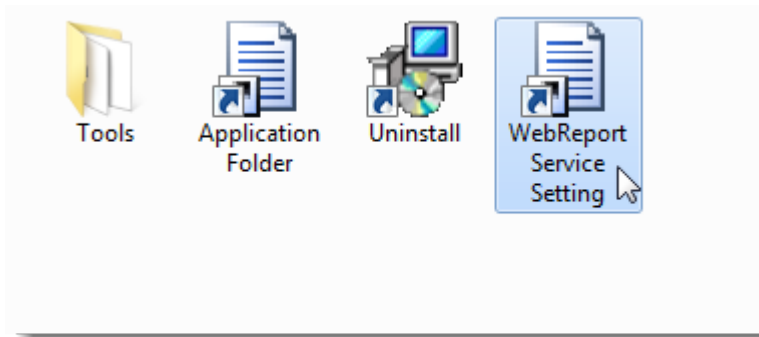 Tools
Application
Folder
Uninstall
WebReport
Service
Setting